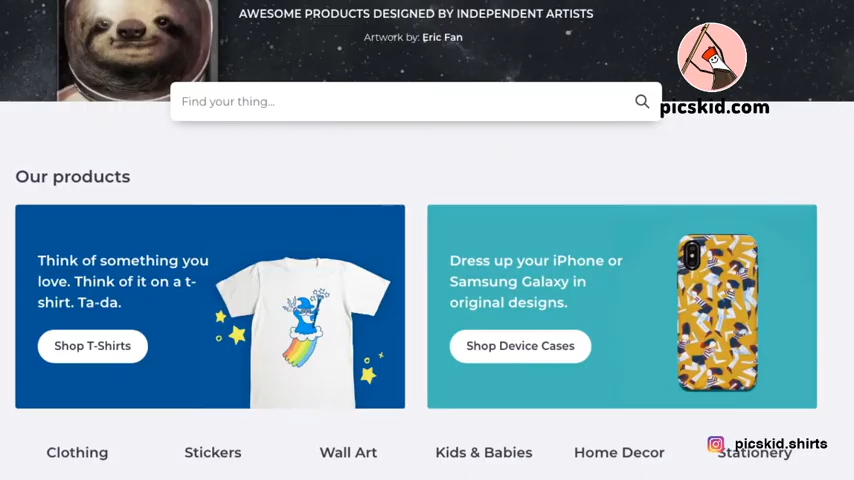 AWESOME PRODUCTS DESIGNED BY INDEPENDENT ARTISTS
Artwork by: Eric Fan
picskid.com
Find your thing...
Our products
Think of something you
love. Think of it on a t-
shirt. Ta-da.
Shop T-Shirts
Dress up your iPhone or
Samsung Galaxy in
original designs.
Shop Device Cases
Clothing
Stickers
Wall Art
Kids & Babies
Home Decor
Stationery
picskid.shirts